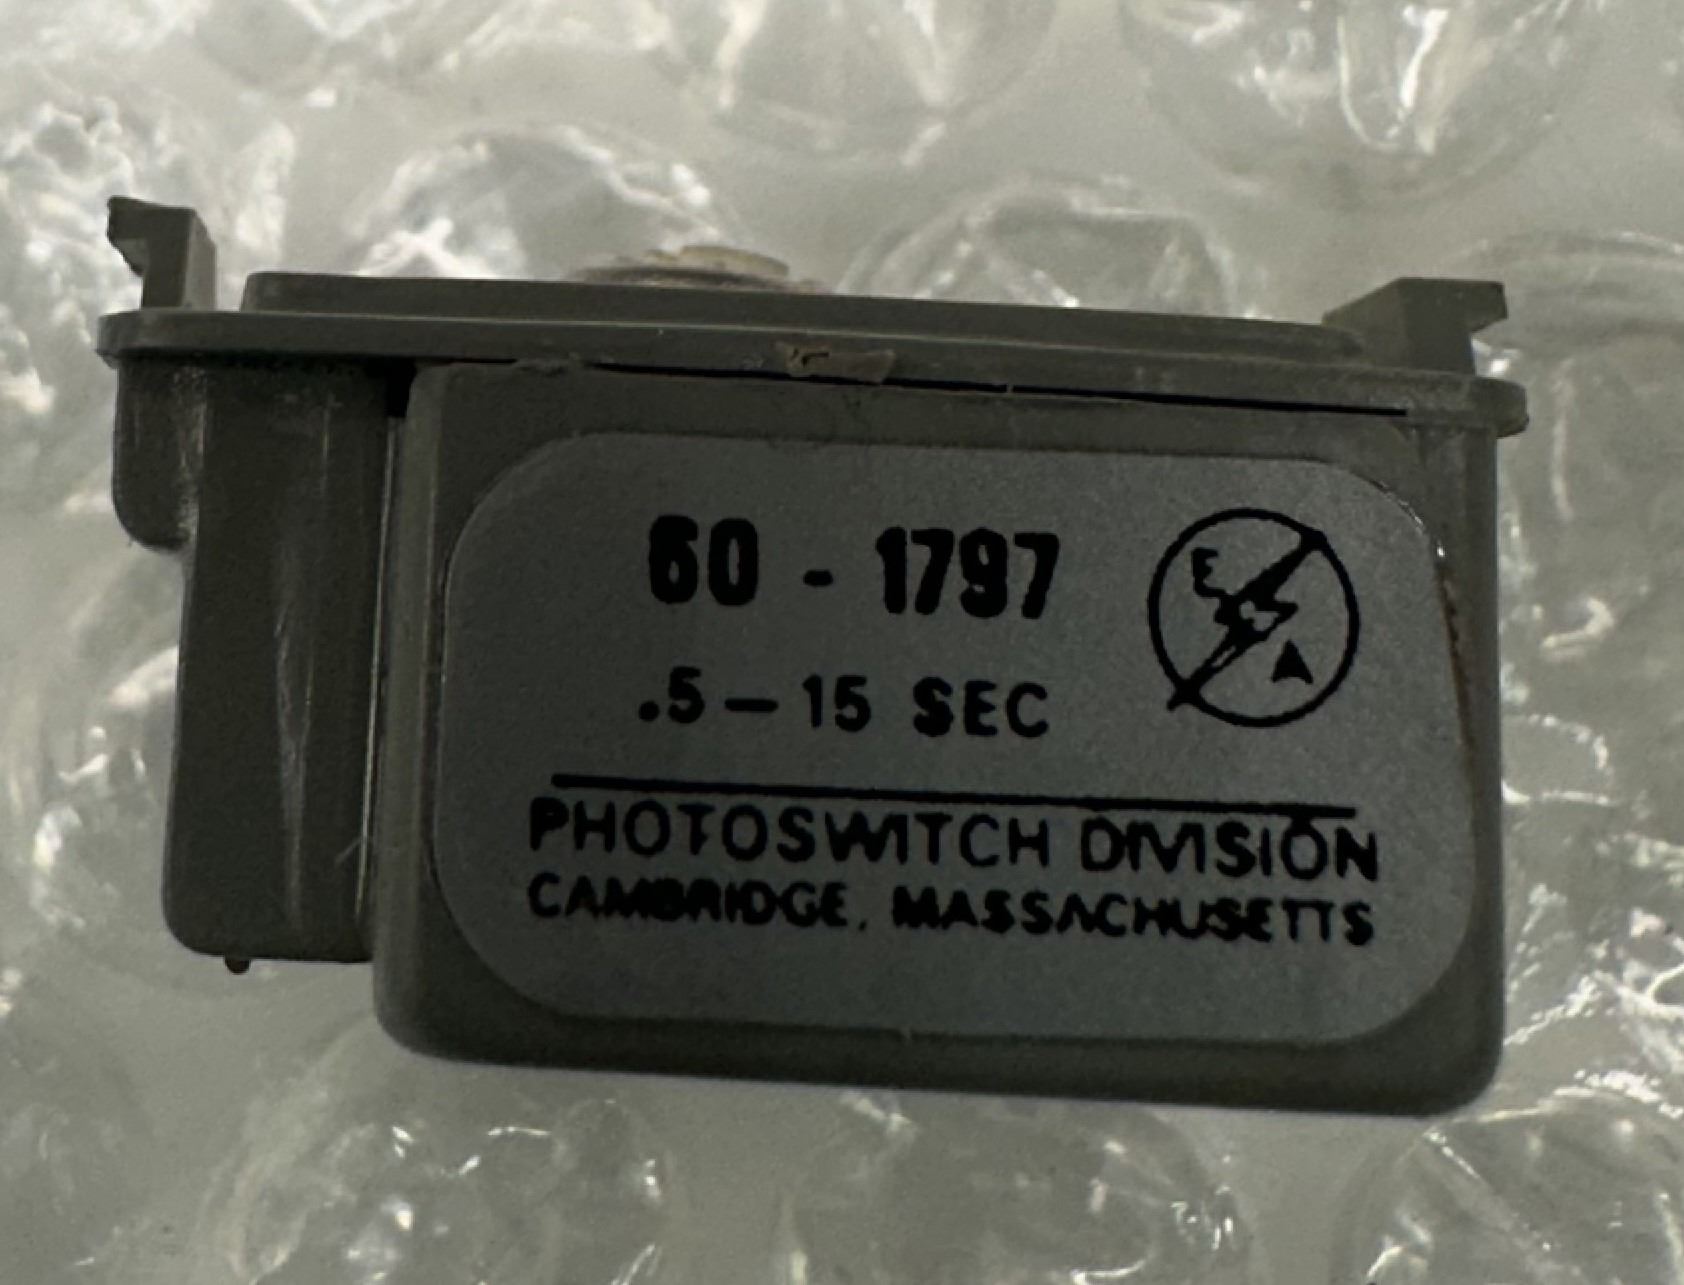 60 - 1797
.5 – 15 SEC
E A
PHOTOSWITCH DIVISION
CAMBRIDGE, MASSACHUSETTS